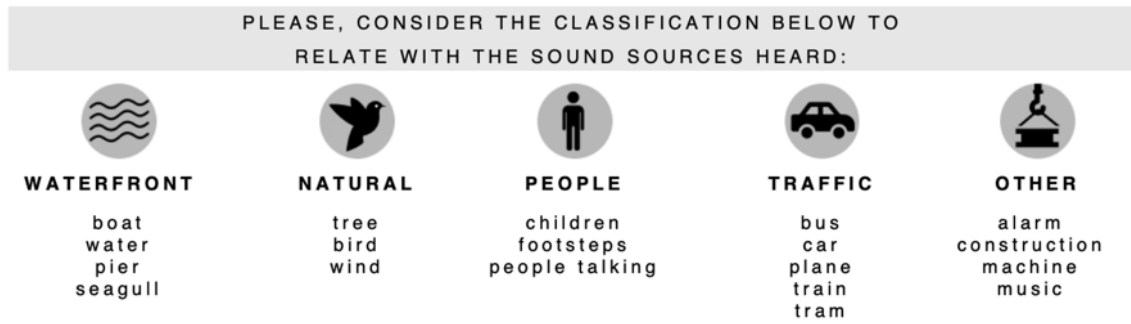 PLEASE, CONSIDER THE CLASSIFICATION BELOW TO
RELATE WITH THE SOUND SOURCES HEARD:
WATERFRONT
boat
water
pier
seagull
NATURAL
tree
bird
wind
PEOPLE
children
footsteps
people talking
TRAFFIC
bus
car
plane
train
tram
OTHER
alarm
construction
machine
music